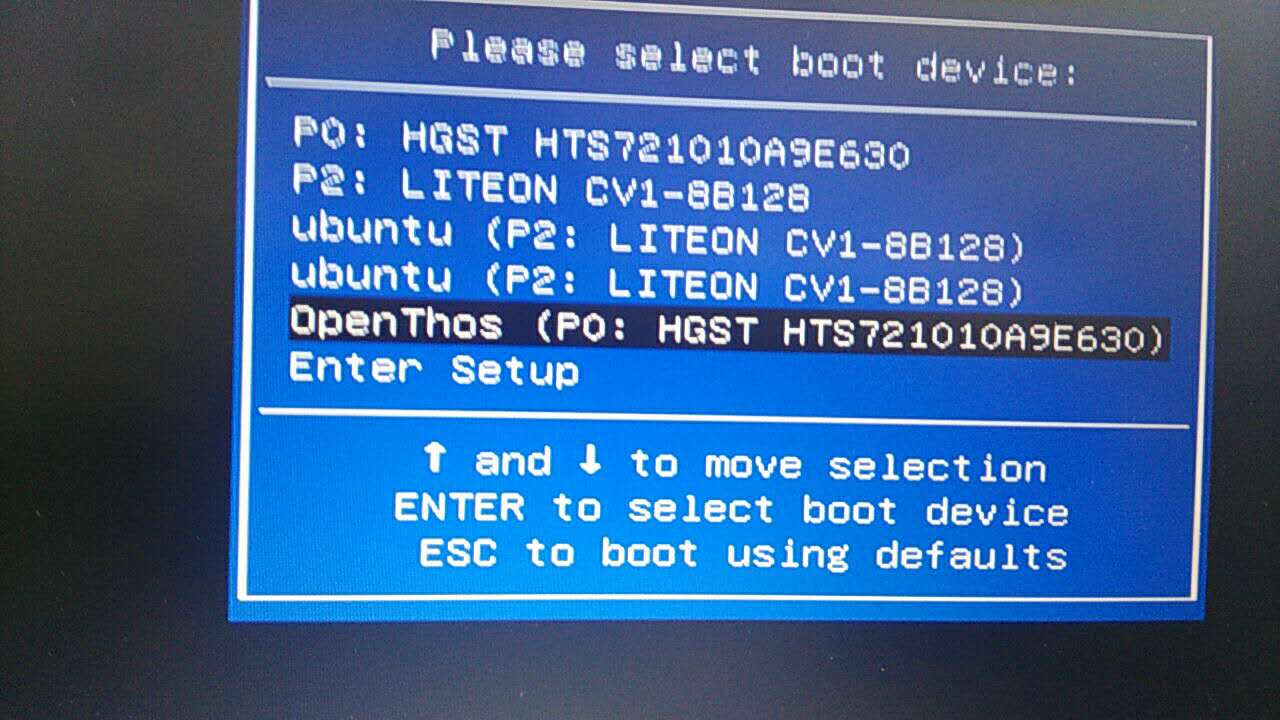 Please select boot device:
P0: HGST HTS721010A9E630
P2: LITEON CV1-8B128
ubuntu (P2: LITEON CV1-8B128)
ubuntu (P2: LITEON CV1-8B128)
OpenThos (P0: HGST HTS721010A9E630)
Enter Setup
↑ and ↓ to move selection
ENTER to select boot device
ESC to boot using defaults